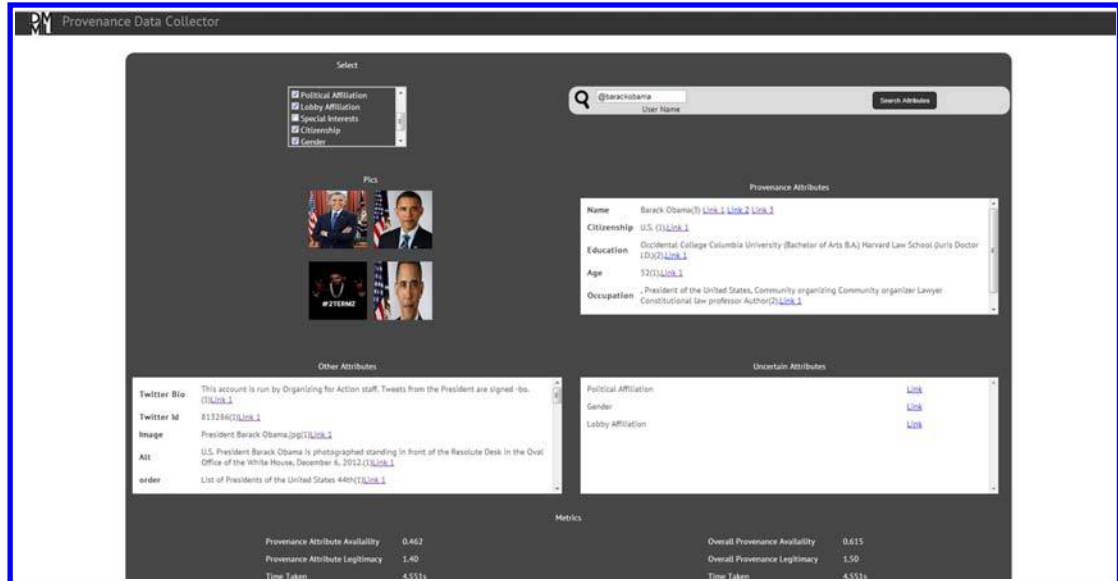 DMM1 Provenance Data Collector
Select
Political Affiliation
Lobby Affiliation
Special Interests
Citizenship
Gender
@barackobama
User Name
Search Attributes
Pics
#2TERMZ
Provenance Attributes
Name Barack Obama(3) Link 1 Link 2 Link 3
Citizenship U.S. (1)Link 1
Education Occidental College Columbia University (Bachelor of Arts B.A.) Harvard Law School (Juris Doctor
J.D.)(2)Link 1
Age 52(1)Link 1
Occupation , President of the United States, Community organizing Community organizer Lawyer
Constitutional law professor Author(2)Link 1
Other Attributes
Twitter Bio This account is run by Organizing for Action staff. Tweets from the President are signed -bo.
(1)Link 1
Twitter Id 813286(1)Link 1
Image President Barack Obama.jpg(1)Link 1
Alt U.S. President Barack Obama is photographed standing in front of the Resolute Desk in the Oval
Office of the White House, December 6, 2012.(1)Link 1
order List of Presidents of the United States 44th(1)Link 1
Uncertain Attributes
Political Affiliation Link
Gender Link
Lobby Affiliation Link
Metrics
Provenance Attribute Availaility 0.462
Provenance Attribute Legitimacy 1.40
Time Taken 4.551s
Overall Provenance Availaility 0.615
Overall Provenance Legitimacy 1.50
Time Taken 4.551s